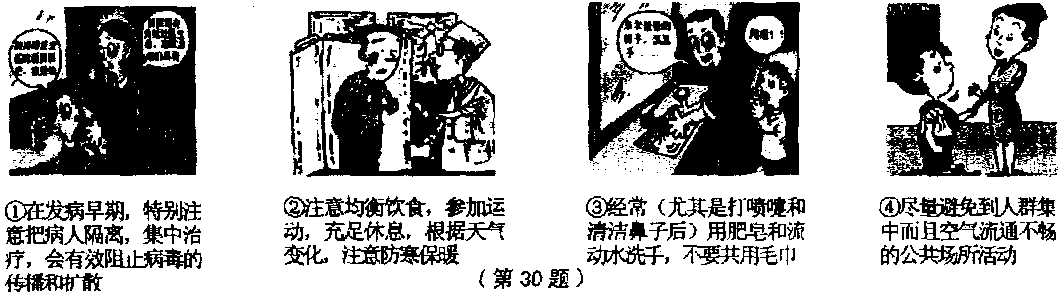 ①在发病早期，特别注
意把病人隔离，集中治
疗，会有效阻止病毒的
传播和扩散
②注意均衡饮食，参加运
动，充足休息，根据天气
变化，注意防寒保暖
③经常（尤其是打喷嚏和
清洁鼻子后）用肥皂和流
动水洗手，不要共用毛巾
④尽量避免到人群集
中而且空气流通不畅
的公共场所活动
（第30题）